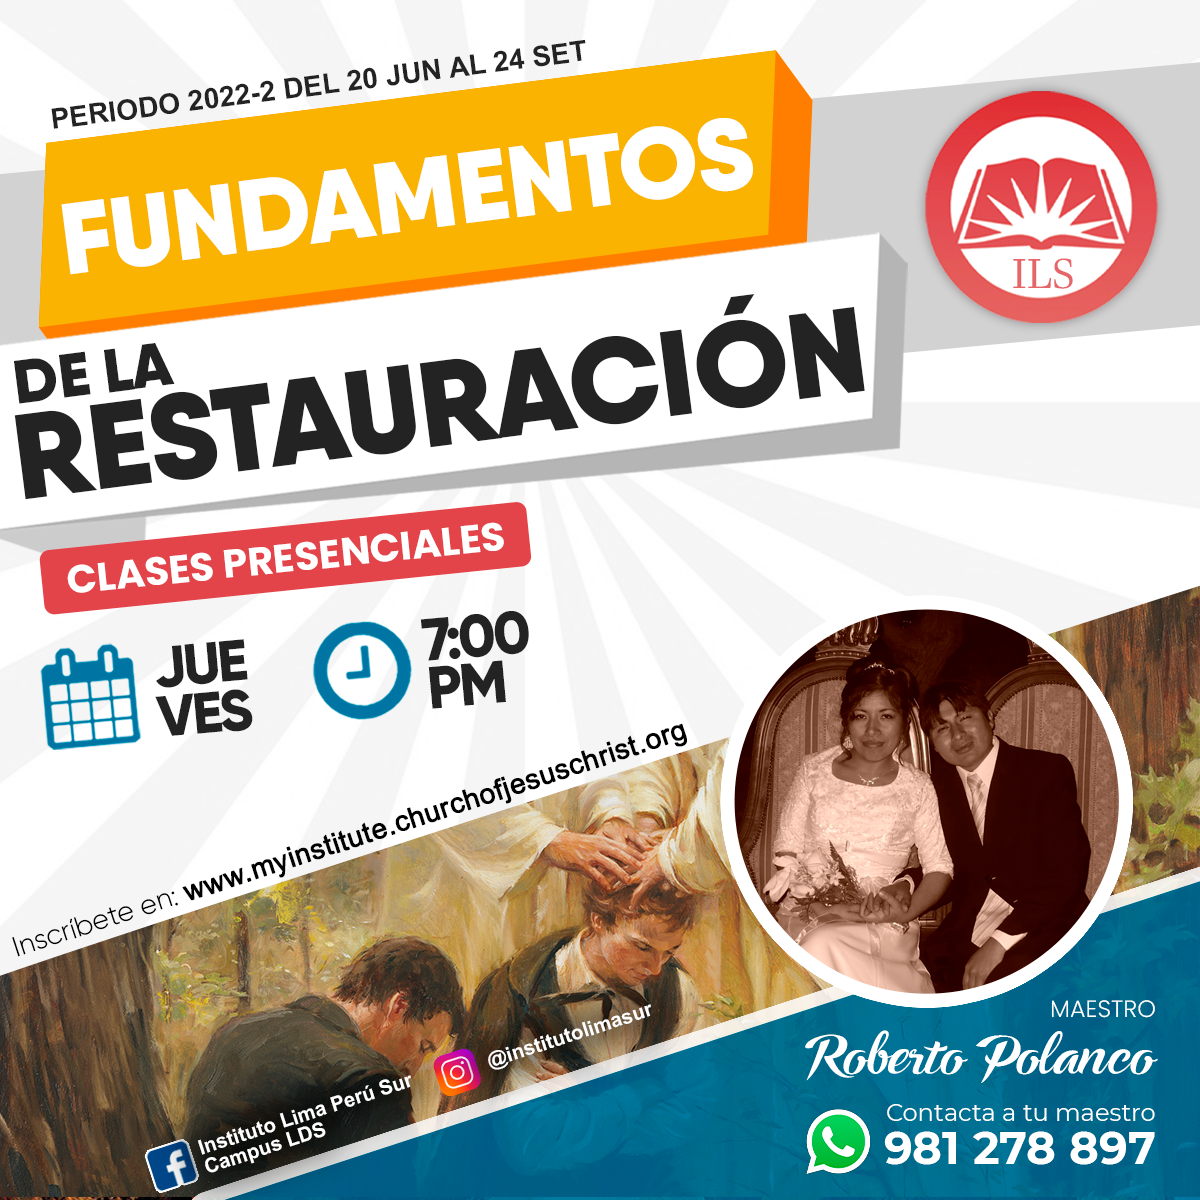 PERIODO 2022-2 DEL 20 JUN AL 24 SET
FUNDAMENTOS
DE LA
RESTAURACIÓN
ILS
CLASES PRESENCIALES
JUE
VES
7:00
PM
Inscríbete en: www.myinstitute.churchofjesuschrist.org
MAESTRO
Roberto Polanco
Contacta a tu maestro
981 278 897
@institutolimasur
Instituto Lima Perú Sur
Campus LDS